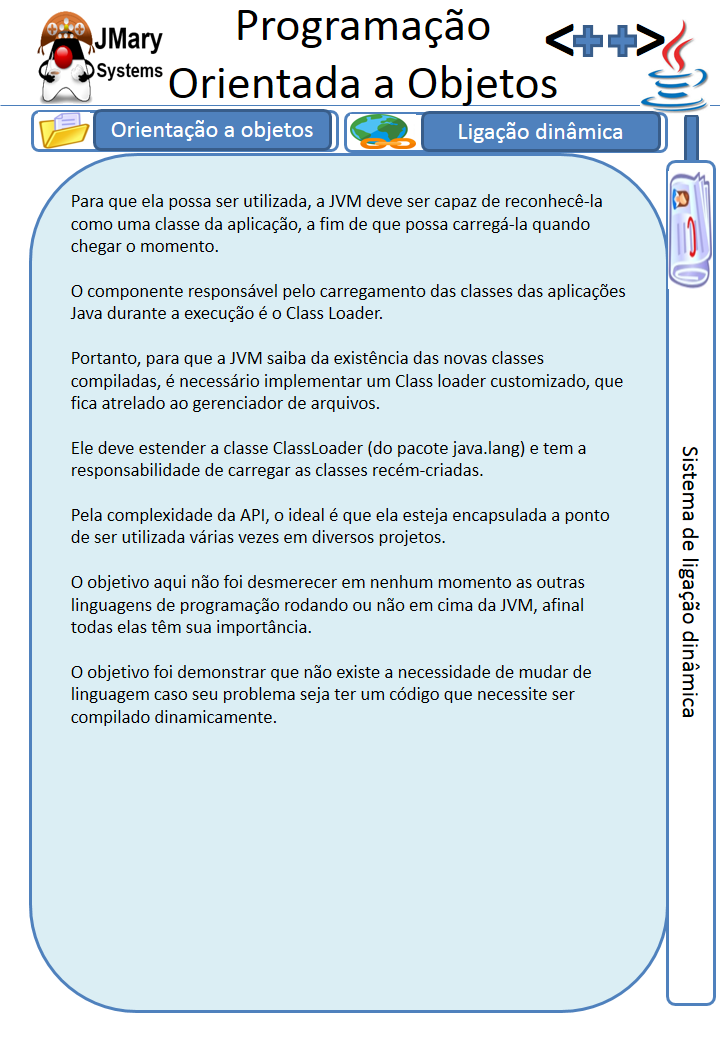 JMary
Systems
Programação
Orientada a Objetos
<++>
Orientação a objetos
Ligação dinâmica
Para que ela possa ser utilizada, a JVM deve ser capaz de reconhecê-la
como uma classe da aplicação, a fim de que possa carregá-la quando
chegar o momento.
O componente responsável pelo carregamento das classes das aplicações
Java durante a execução é o Class Loader.
Portanto, para que a JVM saiba da existência das novas classes
compiladas, é necessário implementar um Class loader customizado, que
fica atrelado ao gerenciador de arquivos.
Ele deve estender a classe ClassLoader (do pacote java.lang) e tem a
responsabilidade de carregar as classes recém-criadas.
Pela complexidade da API, o ideal é que ela esteja encapsulada a ponto
de ser utilizada várias vezes em diversos projetos.
O objetivo aqui não foi desmerecer em nenhum momento as outras
linguagens de programação rodando ou não em cima da JVM, afinal
todas elas têm sua importância.
O objetivo foi demonstrar que não existe a necessidade de mudar de
linguagem caso seu problema seja ter um código que necessite ser
compilado dinamicamente.
Sistema de ligação dinâmica